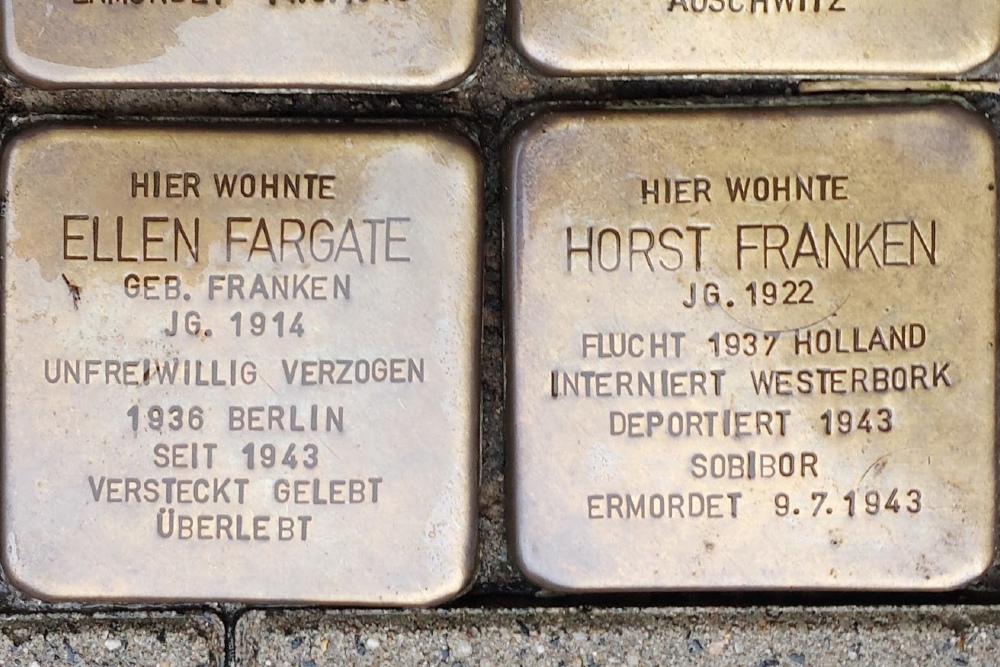 AUSCHWITZ
HIER WOHNTE
ELLEN FARGATE
GEB. FRANKEN
JG. 1914
UNFREIWILLIG VERZOGEN
1936 BERLIN
SEIT 1943
VERSTECKT GELEBT
ÜBERLEBT
HIER WOHNTE
HORST FRANKEN
JG. 1922
FLUCHT 1937 HOLLAND
INTERNIERT WESTERBORK
DEPORTIERT 1943
SOBIBOR
ERMORDET 9.7.1943